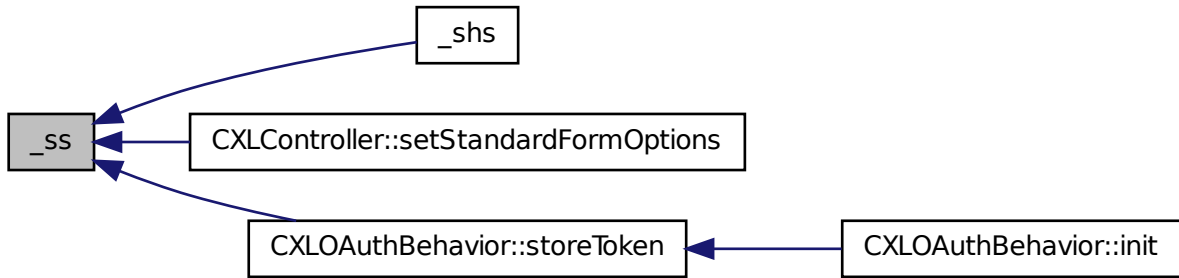 _shs
_ss
CXLController::setStandardFormOptions
CXLOAuthBehavior::storeToken
CXLOAuthBehavior::init